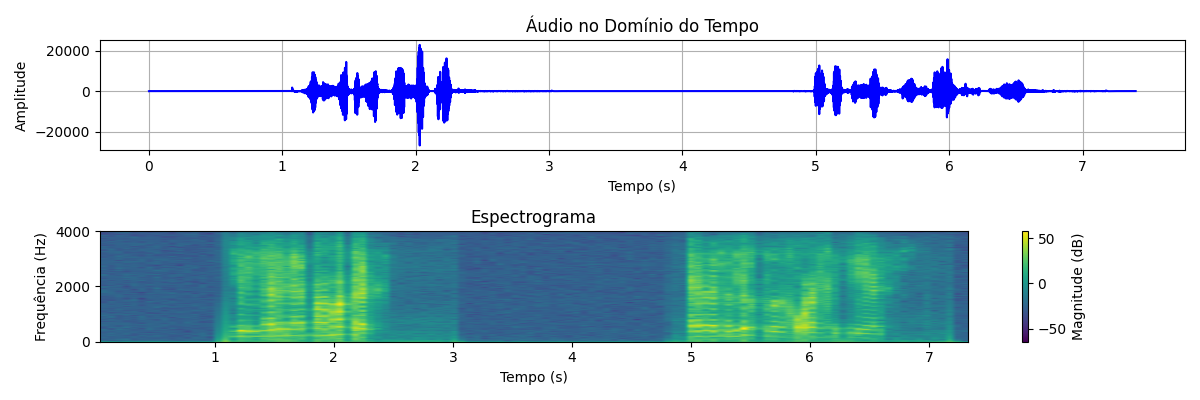 Áudio no Domínio do Tempo
Amplitude
20000
0
−20000
0 1 2 3 4 5 6 7
Tempo (s)
Espectrograma
Frequência (Hz)
4000
2000
0
1 2 3 4 5 6 7
Tempo (s)
50
0
−50
Magnitude (dB)